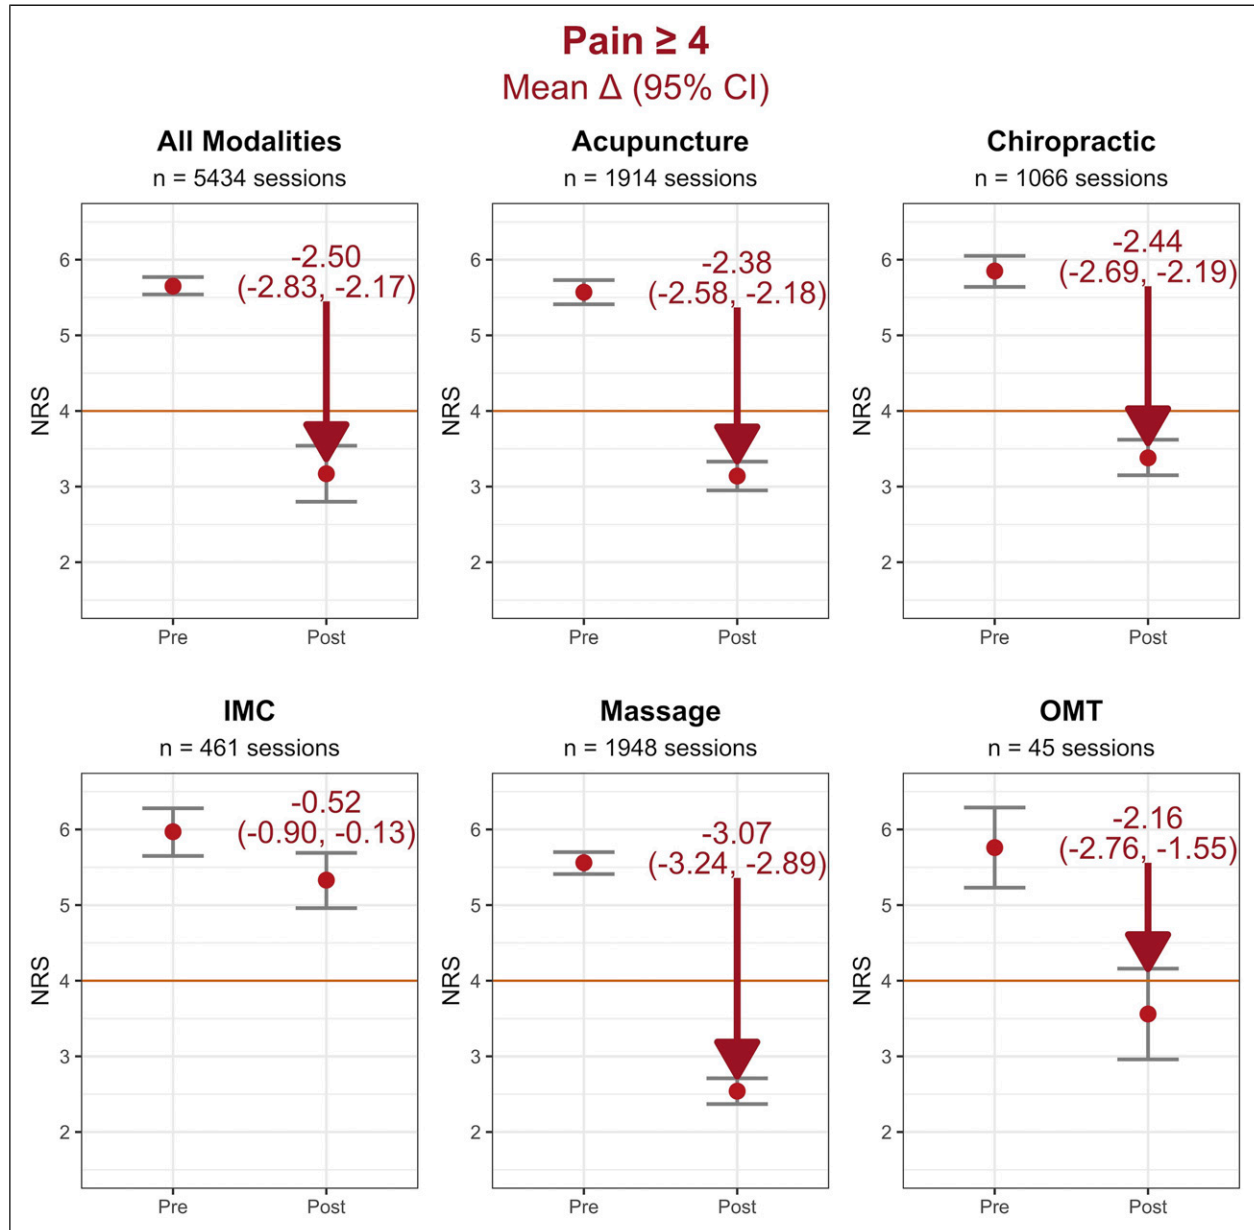 Pain ≥ 4
Mean Δ (95% CI)
All Modalities
n = 5434 sessions
NRS
6
5
4
3
2
-2.50
(-2.83, -2.17)
Pre
Post
Acupuncture
n = 1914 sessions
NRS
6
5
4
3
2
-2.38
(-2.58, -2.18)
Pre
Post
Chiropractic
n = 1066 sessions
NRS
6
5
4
3
2
-2.44
(-2.69, -2.19)
Pre
Post
IMC
n = 461 sessions
NRS
6
5
4
3
2
-0.52
(-0.90, -0.13)
Pre
Post
Massage
n = 1948 sessions
NRS
6
5
4
3
2
-3.07
(-3.24, -2.89)
Pre
Post
OMT
n = 45 sessions
NRS
6
5
4
3
2
-2.16
(-2.76, -1.55)
Pre
Post